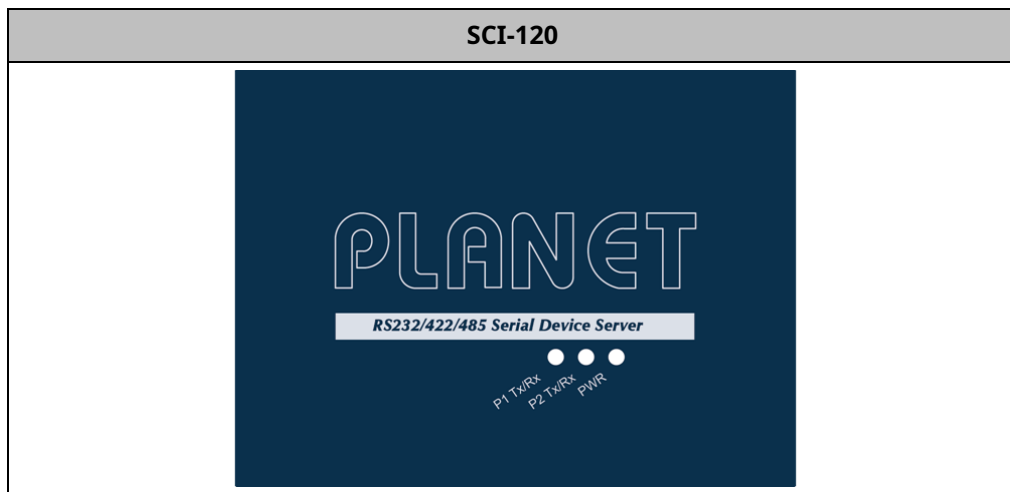 SCI-120
PLANET
RS232/422/485 Serial Device Server
P1 Tx/Rx
P2 Tx/Rx
PWR